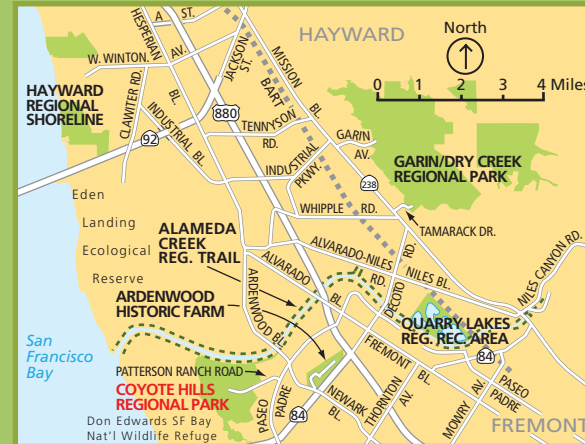 A ST.
HESPERIAN BL.
W. WINTON AV.
JACKSON ST.
HAYWARD
North
0 1 2 3 4 Miles
HAYWARD
REGIONAL
SHORELINE
CLAWITER RD.
INDUSTRIAL BL.
880
BART
MISSION BL.
92
TENNYSON
RD.
GARIN
AV.
INDUSTRIAL
PKWY.
238
GARIN/DRY CREEK
REGIONAL PARK
WHIPPLE RD.
TAMARACK DR.
Eden
Landing
Ecological
Reserve
ALAMEDA
CREEK
REG. TRAIL
ALVARADO-NILES
RD.
NILES BL.
NILES CANYON RD.
ALVARADO
BL.
DECOTO RD.
ARDENWOOD
HISTORIC FARM
ARDENWOOD BL.
QUARRY LAKES
REG. REC. AREA
84
San
Francisco
Bay
PATTERSON RANCH ROAD
COYOTE HILLS
REGIONAL PARK
Don Edwards SF Bay
Nat'l Wildlife Refuge
PASEO
PADRE
84
NEWARK
BL.
FREMONT
BL.
THORNTON
AV.
MOWRY AV.
PASEO
PADRE
FREMONT